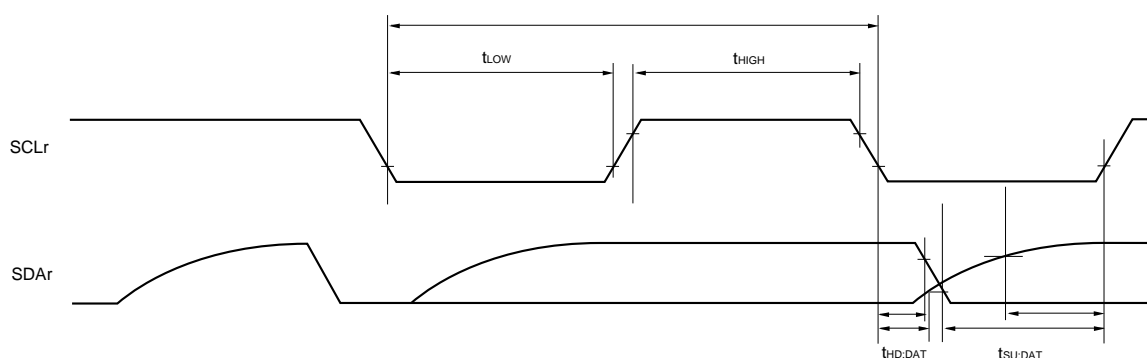 tLOW
tHIGH
SCLr
SDAr
tHD:DAT
tSU:DAT